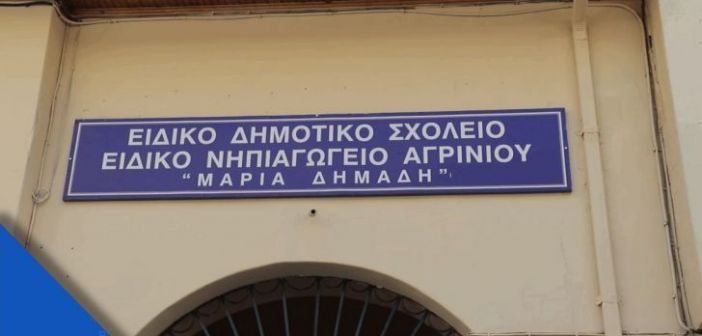 ΕΙΔΙΚΟ ΔΗΜΟΤΙΚΟ ΣΧΟΛΕΙΟ
ΕΙΔΙΚΟ ΝΗΠΙΑΓΩΓΕΙΟ ΑΓΡΙΝΙΟΥ
“ΜΑΡΙΑ ΔΗΜΑΔΗ”